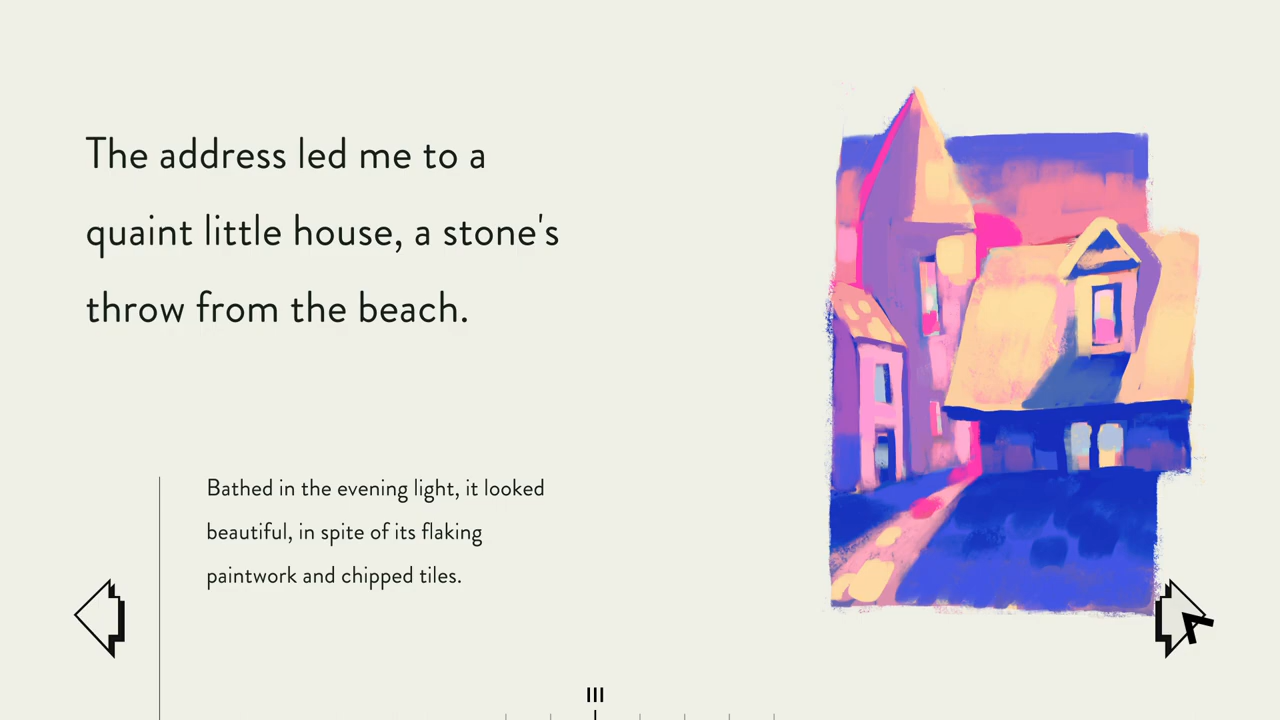 The address led me to a
quaint little house, a stone's
throw from the beach.
Bathed in the evening light, it looked
beautiful, in spite of its flaking
paintwork and chipped tiles.
III